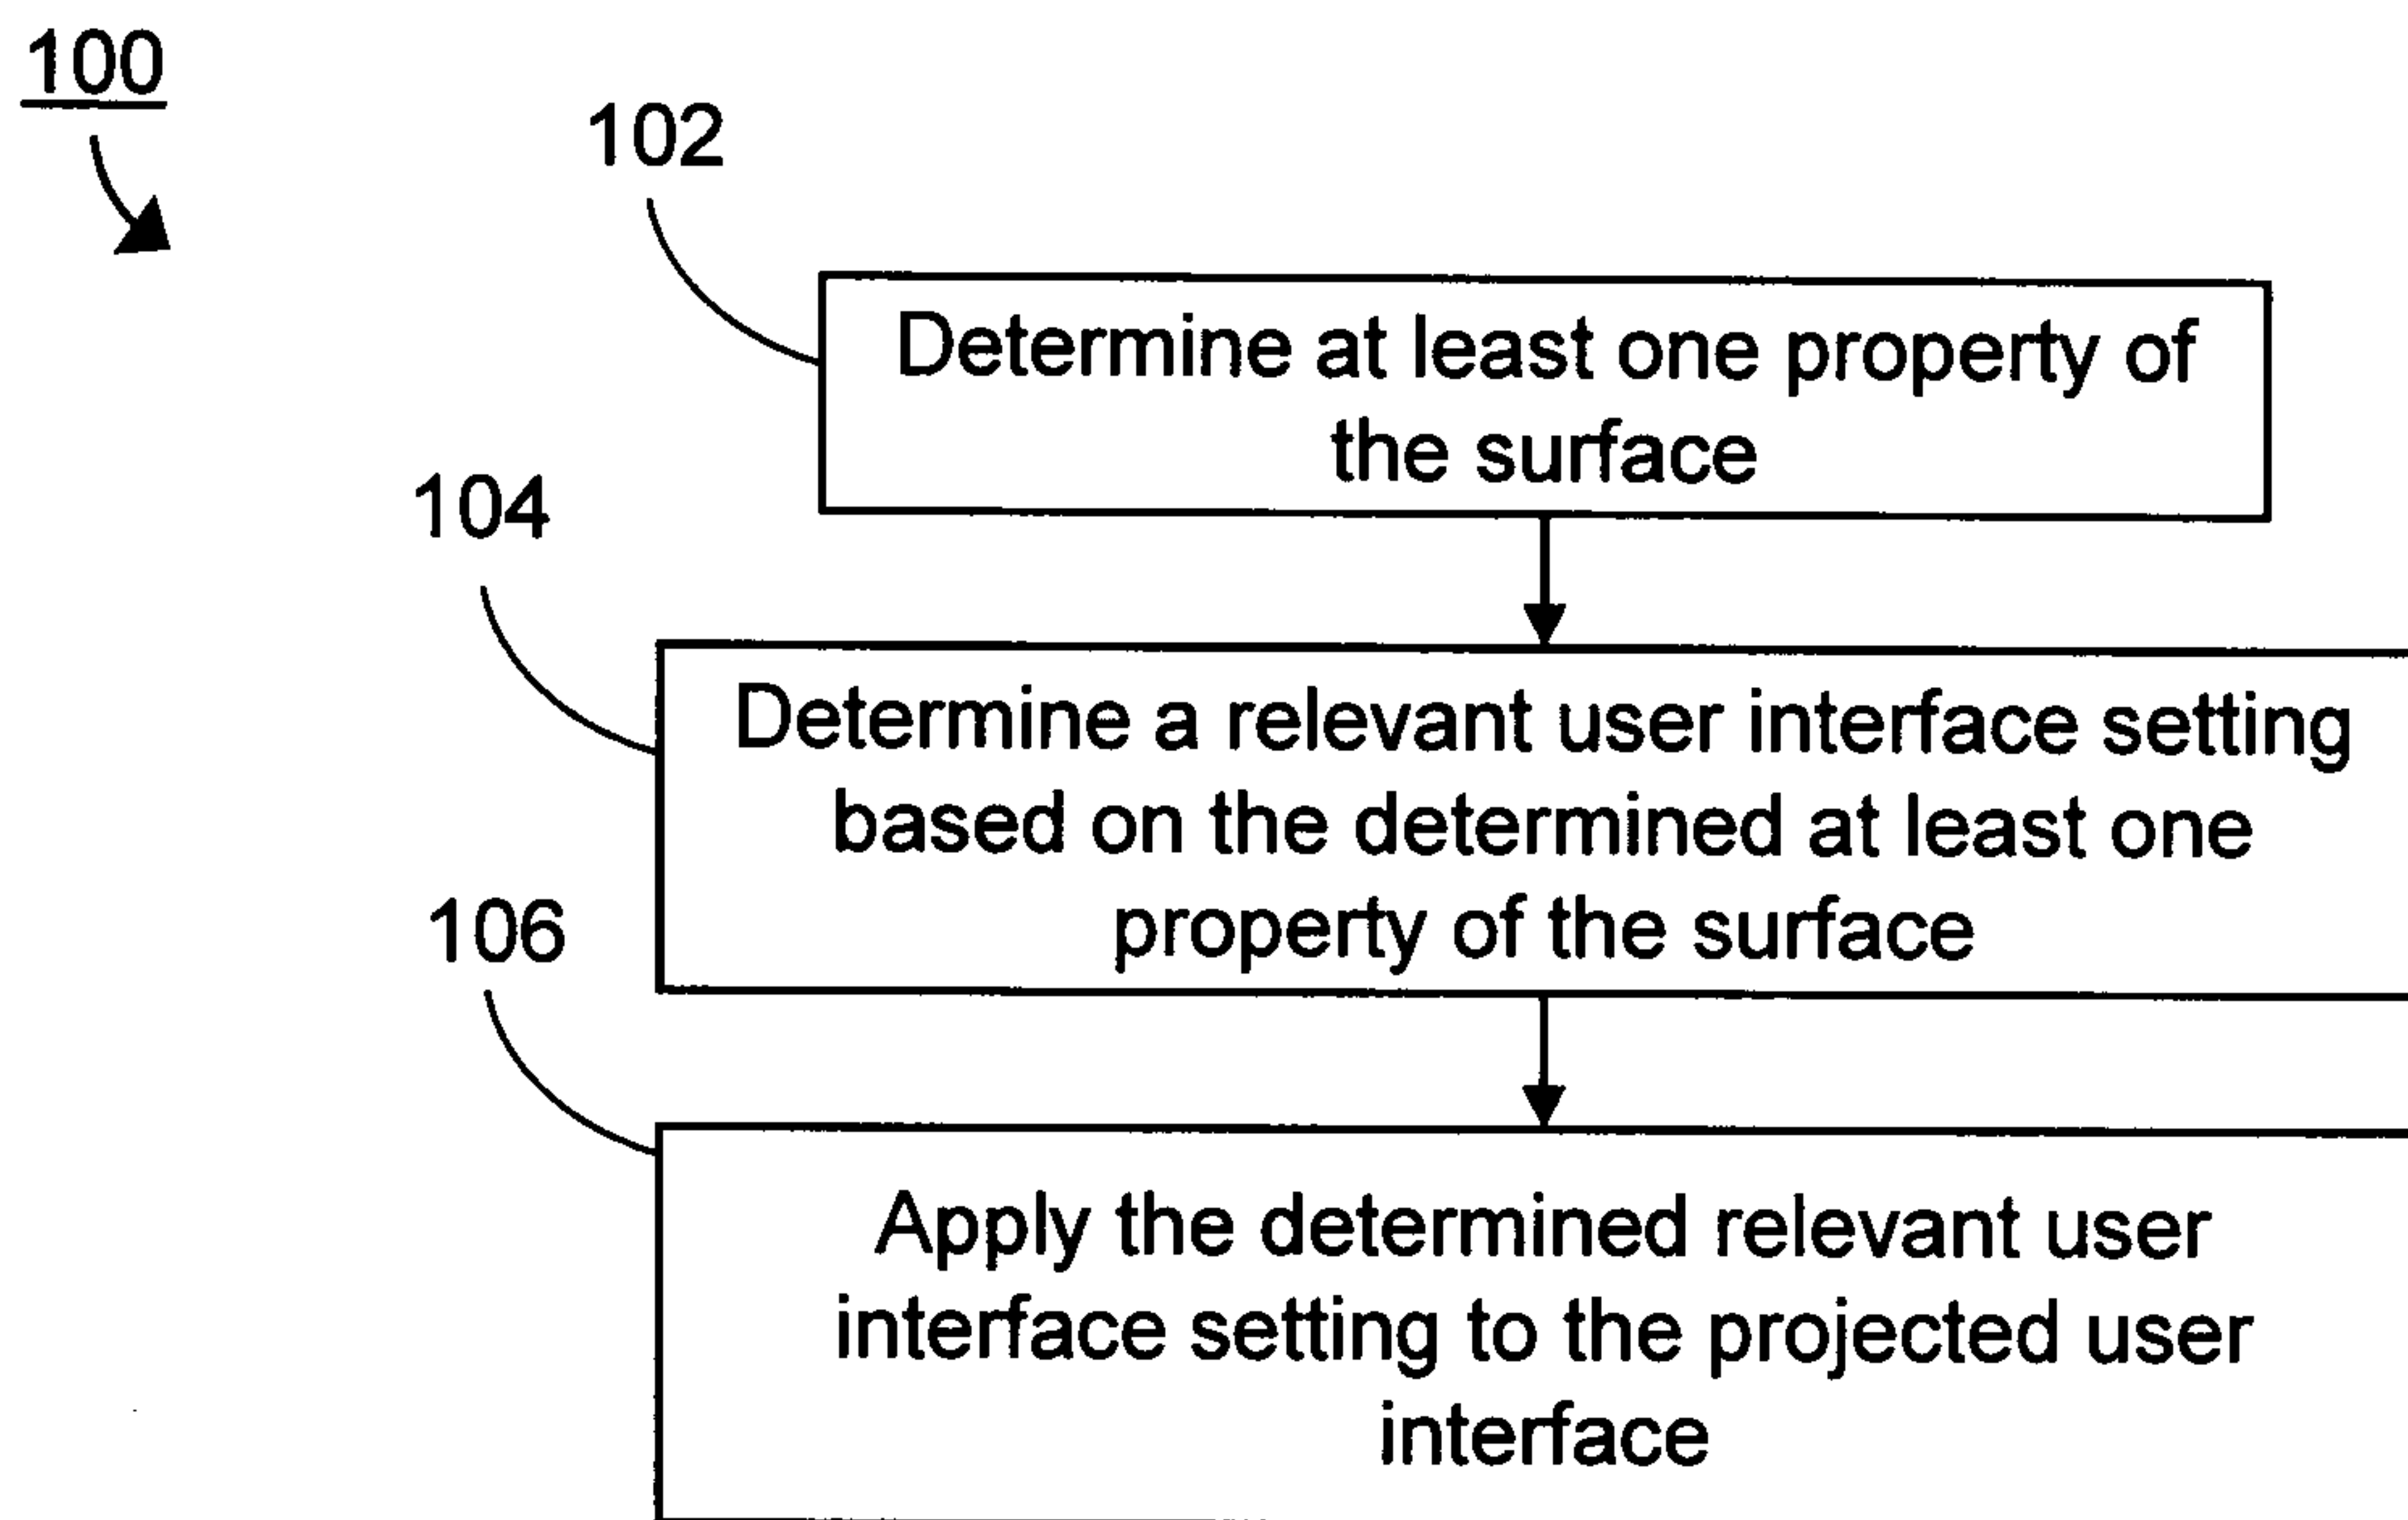 100
102
Determine at least one property of
the surface
104
Determine a relevant user interface setting
based on the determined at least one
property of the surface
106
Apply the determined relevant user
interface setting to the projected user
interface